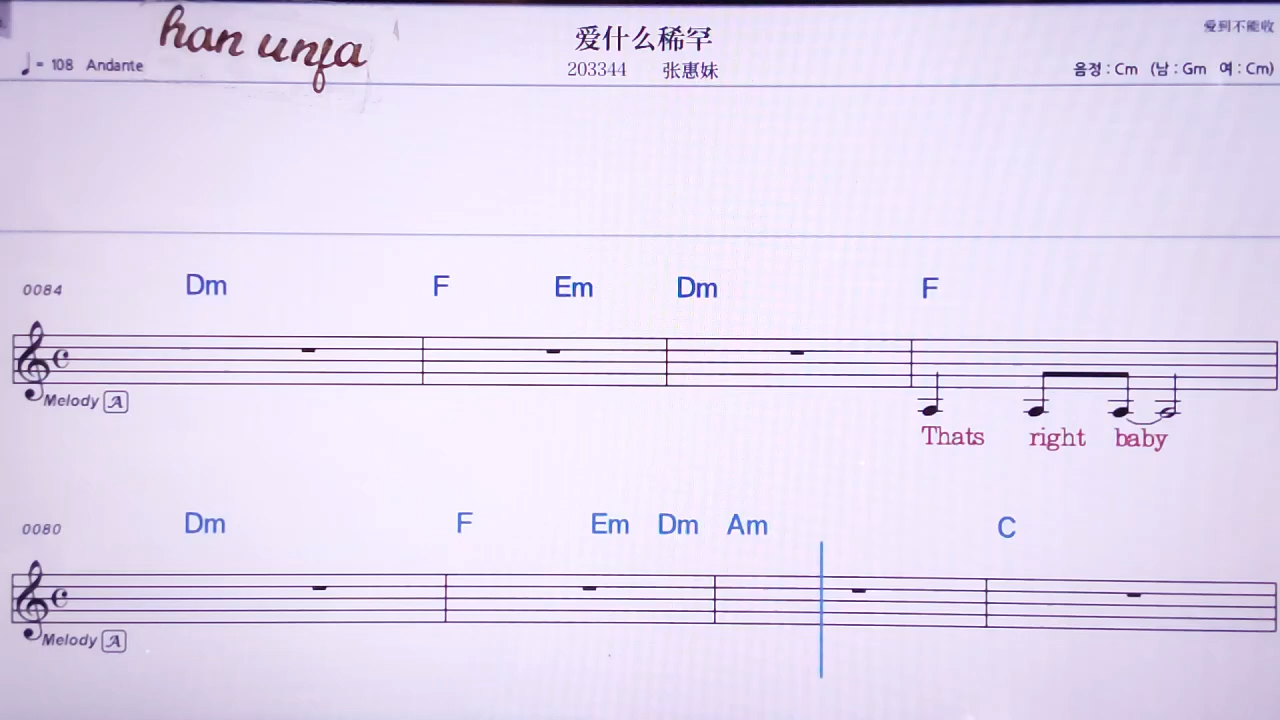 han unfa
爱什么稀罕
爱到不能收
♩ = 108 Andante
203344 张惠妹
음정 : Cm (남 : Gm 여 : Cm)
0084 Dm F Em Dm F
Melody A
Thats right baby
0080 Dm F Em Dm Am C
Melody A